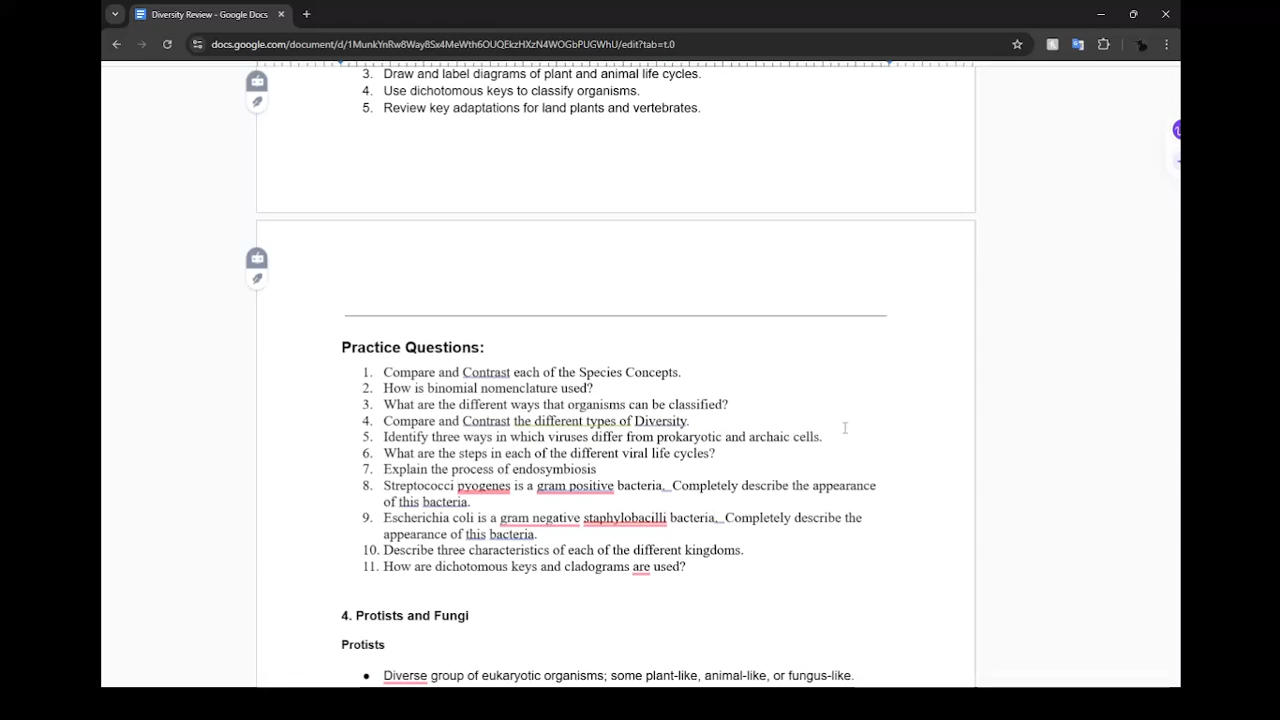 Diversity Review - Google Docs
docs.google.com/document/d/1MunkYnRw8Way8Sx4MeWth6OUQEkzHXzN4WOGbPUGWhU/edit?tab=t.0
3. Draw and label diagrams of plant and animal life cycles.
4. Use dichotomous keys to classify organisms.
5. Review key adaptations for land plants and vertebrates.
Practice Questions:
1. Compare and Contrast each of the Species Concepts.
2. How is binomial nomenclature used?
3. What are the different ways that organisms can be classified?
4. Compare and Contrast the different types of Diversity.
5. Identify three ways in which viruses differ from prokaryotic and archaic cells.
6. What are the steps in each of the different viral life cycles?
7. Explain the process of endosymbiosis
8. Streptococci pyogenes is a gram positive bacteria. Completely describe the appearance
of this bacteria.
9. Escherichia coli is a gram negative staphylobacilli bacteria. Completely describe the
appearance of this bacteria.
10. Describe three characteristics of each of the different kingdoms.
11. How are dichotomous keys and cladograms are used?
4. Protists and Fungi
Protists
● Diverse group of eukaryotic organisms; some plant-like, animal-like, or fungus-like.